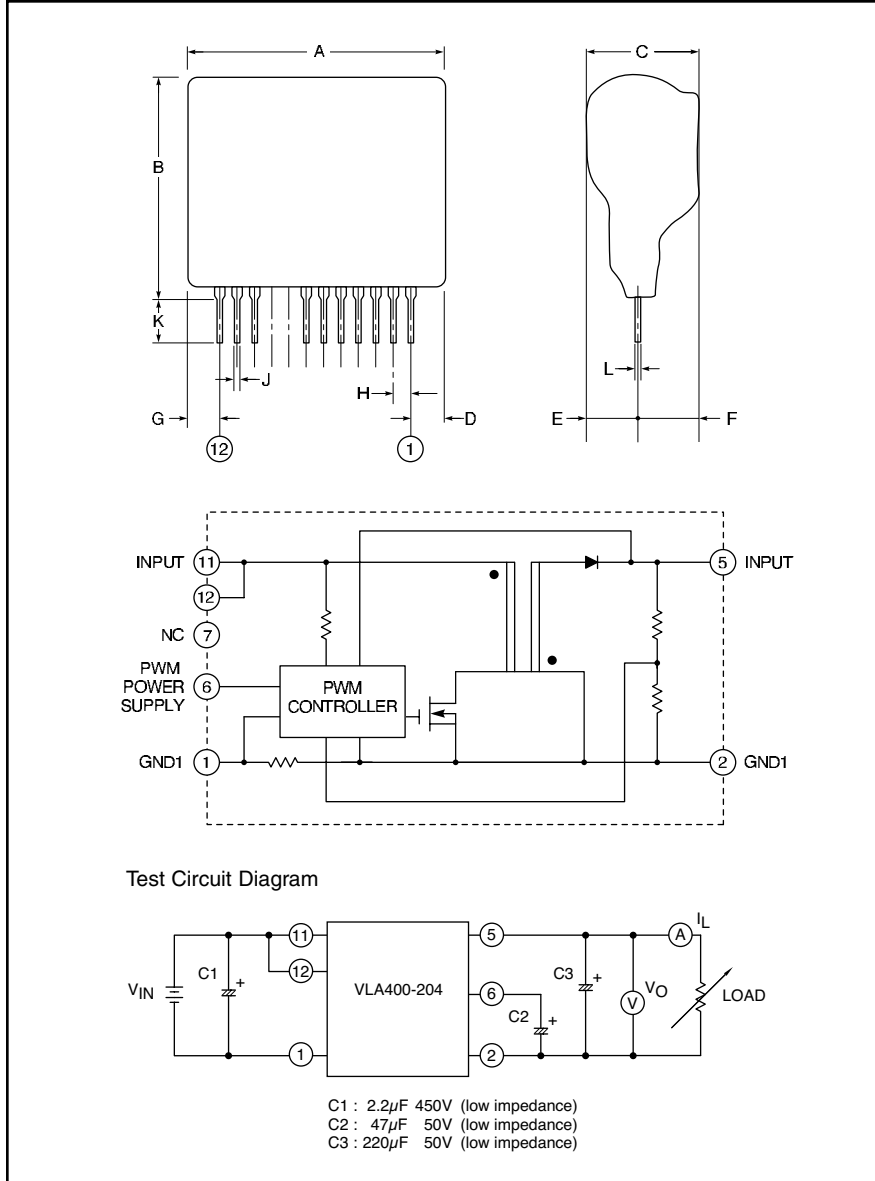 A
C
B
K
J
H
L
G
D
E
F
12
1
INPUT 11
5 INPUT
12
NC 7
PWM
POWER
SUPPLY
6
PWM
CONTROLLER
GND1 1
2 GND1
Test Circuit Diagram
11
5
A
IL
VIN
C1
+
12
VLA400-204
6
C3
+
V
VO
LOAD
C2
+
1
2
C1 : 2.2µF 450V (low impedance)
C2 : 47µF 50V (low impedance)
C3 : 220µF 50V (low impedance)